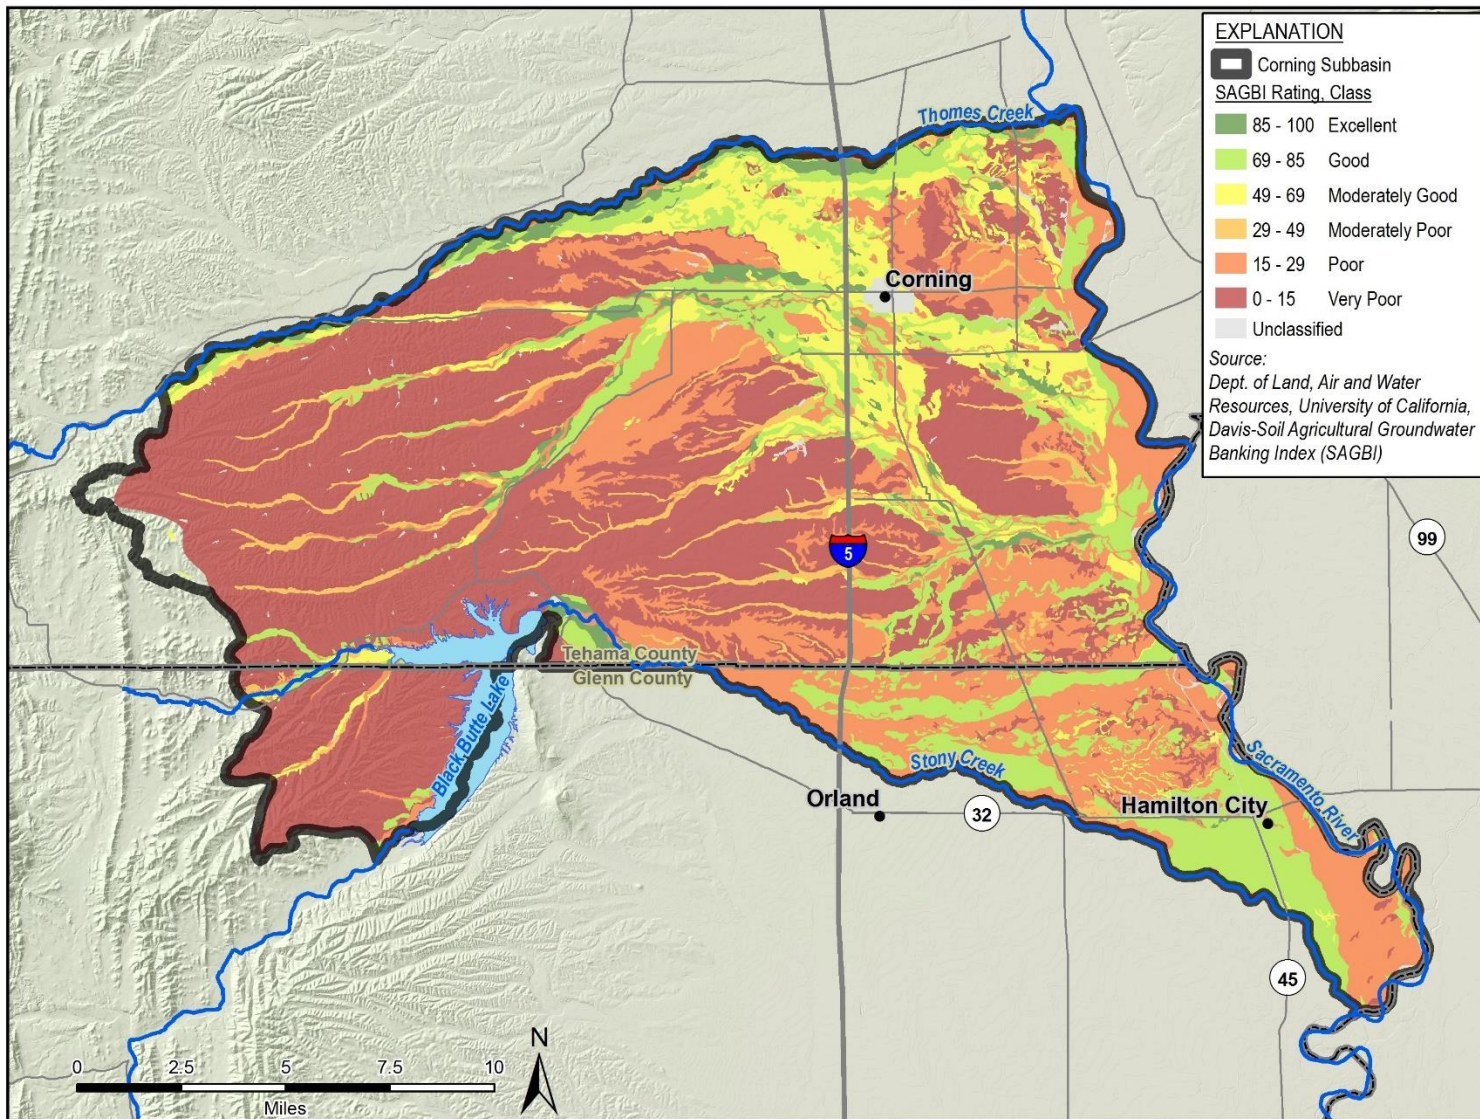 EXPLANATION
Corning Subbasin
SAGBI Rating, Class
85 - 100 Excellent
69 - 85 Good
49 - 69 Moderately Good
29 - 49 Moderately Poor
15 - 29 Poor
0 - 15 Very Poor
Unclassified
Source:
Dept. of Land, Air and Water
Resources, University of California,
Davis-Soil Agricultural Groundwater
Banking Index (SAGBI)
Thomes Creek
Corning
99
5
Tehama County
Glenn County
Black Butte Lake
Stony Creek
Sacramento River
Orland
32
Hamilton City
45
N
0 2.5 5 7.5 10
Miles